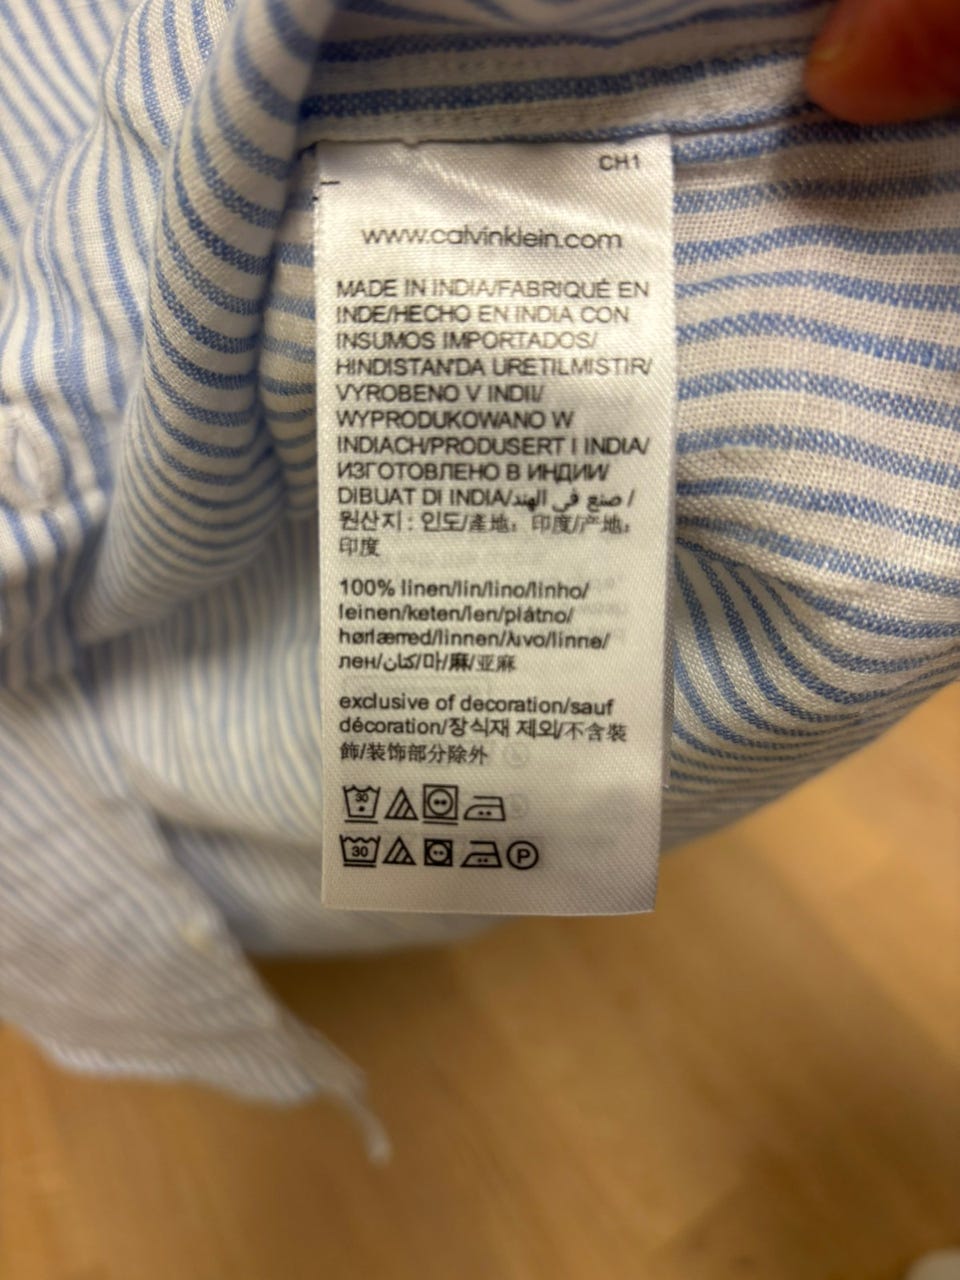 CH1
www.calvinklein.com
MADE IN INDIA/FABRIQUÉ EN
INDE/HECHO EN INDIA CON
INSUMOS IMPORTADOS/
HINDISTAN'DA URETILMISTIR/
VYROBENO V INDII/
WYPRODUKOWANO W
INDIACH/PRODUSERT I INDIA/
ИЗГОТОВЛЕНО В ИНДИИ/
DIBUAT DI INDIA/صنع في الهند /
원산지 : 인도/產地：印度/产地：
印度
100% linen/lin/lino/linho/
leinen/keten/len/plátno/
hørlærred/linnen/λινο/linne/
лен/كتان/마/麻/亚麻
exclusive of decoration/sauf
décoration/장식재 제외/不含裝
飾/装饰部分除外
30
30 P